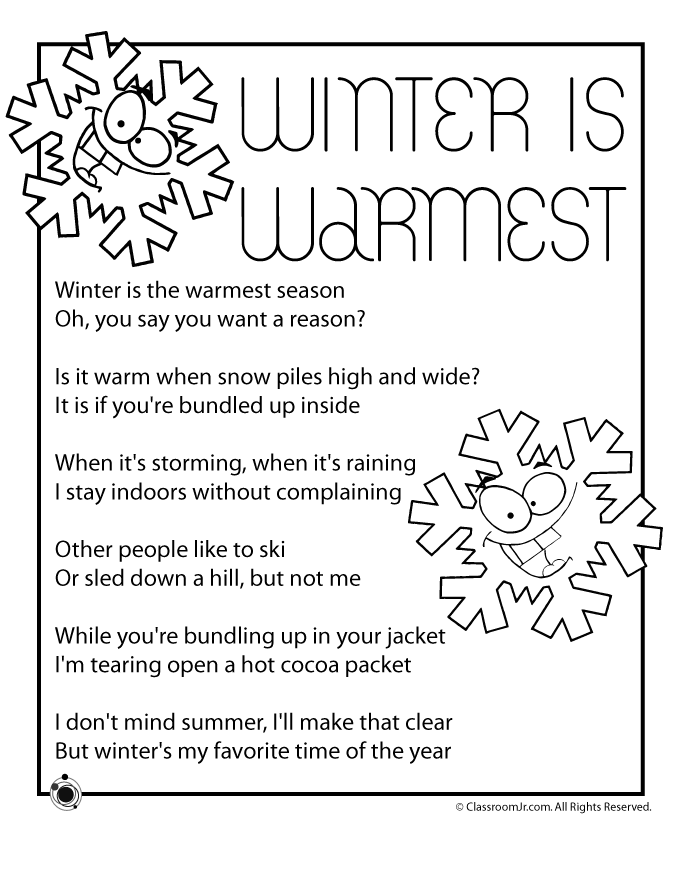 WINTER IS
WARMEST
Winter is the warmest season
Oh, you say you want a reason?
Is it warm when snow piles high and wide?
It is if you're bundled up inside
When it's storming, when it's raining
I stay indoors without complaining
Other people like to ski
Or sled down a hill, but not me
While you're bundling up in your jacket
I'm tearing open a hot cocoa packet
I don't mind summer, I'll make that clear
But winter's my favorite time of the year
© ClassroomJr.com. All Rights Reserved.